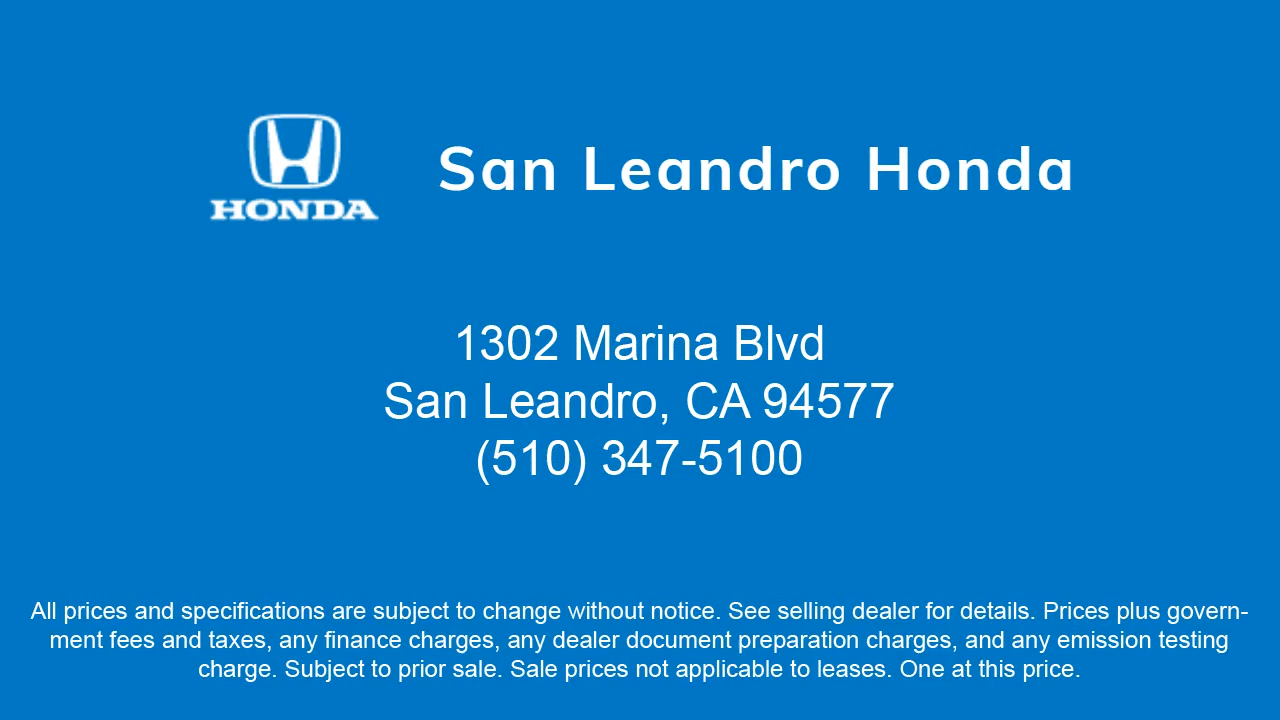 HONDA
San Leandro Honda
1302 Marina Blvd
San Leandro, CA 94577
(510) 347-5100
All prices and specifications are subject to change without notice. See selling dealer for details. Prices plus govern-
ment fees and taxes, any finance charges, any dealer document preparation charges, and any emission testing
charge. Subject to prior sale. Sale prices not applicable to leases. One at this price.